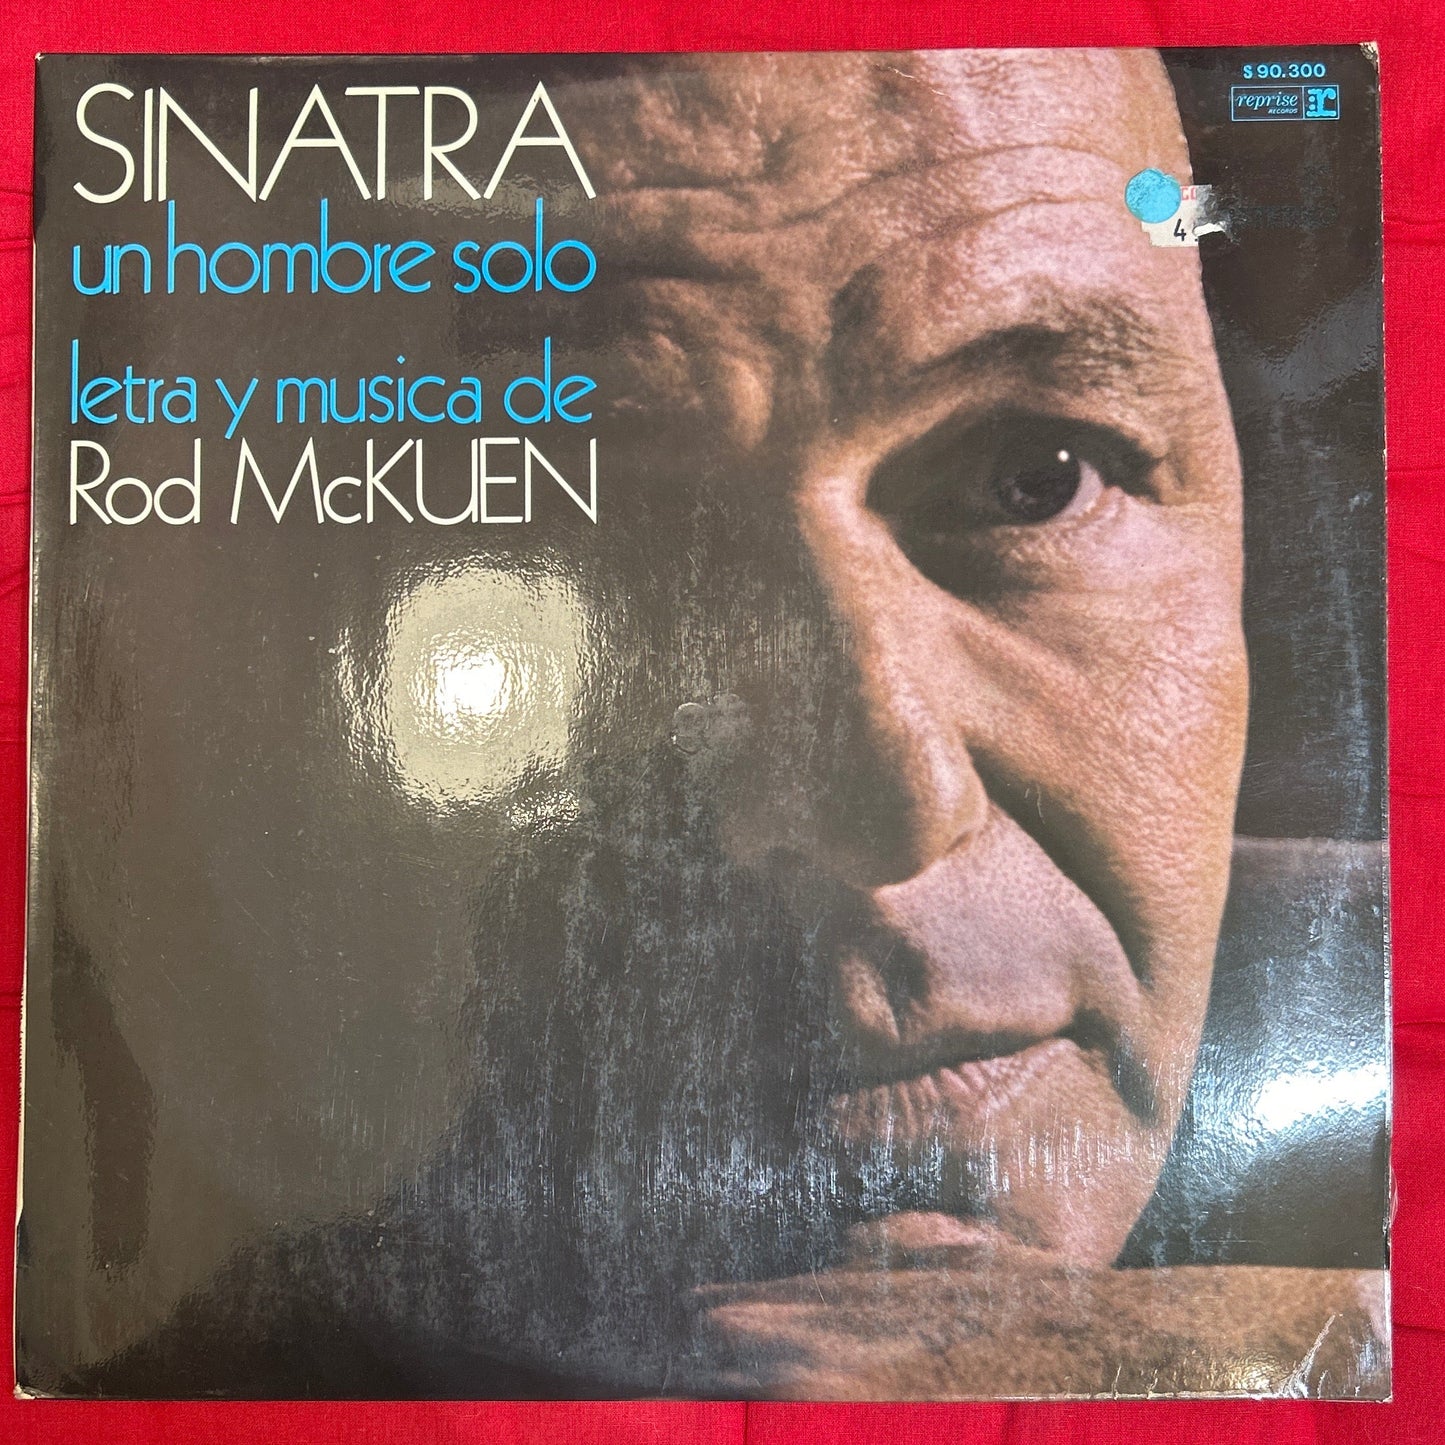 SINATRA
un hombre solo
letra y musica de
Rod McKUEN
S 90.300
reprise r
RECORDS